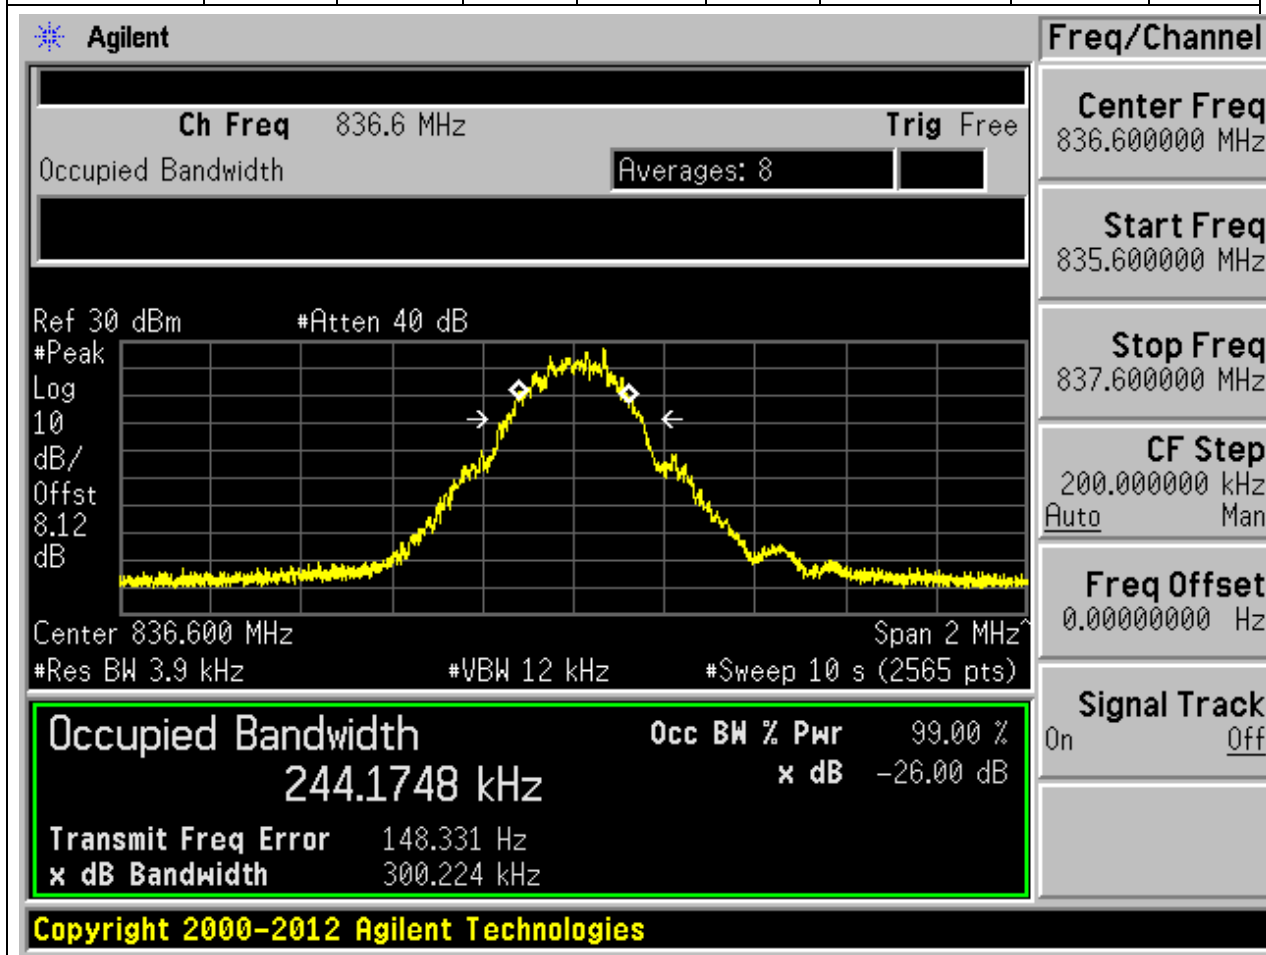 Agilent
Freq/Channel
Ch Freq 836.6 MHz Trig Free
Occupied Bandwidth Averages: 8
Center Freq
836.600000 MHz
Start Freq
835.600000 MHz
Stop Freq
837.600000 MHz
CF Step
200.000000 kHz
Auto Man
Freq Offset
0.00000000 Hz
Signal Track
On Off
Ref 30 dBm #Atten 40 dB
#Peak
Log
10
dB/
Offst
8.12
dB
Center 836.600 MHz Span 2 MHz^
#Res BW 3.9 kHz #VBW 12 kHz #Sweep 10 s (2565 pts)
Occupied Bandwidth
244.1748 kHz
Occ BW % Pwr 99.00 %
x dB -26.00 dB
Transmit Freq Error 148.331 Hz
x dB Bandwidth 300.224 kHz
Copyright 2000-2012 Agilent Technologies